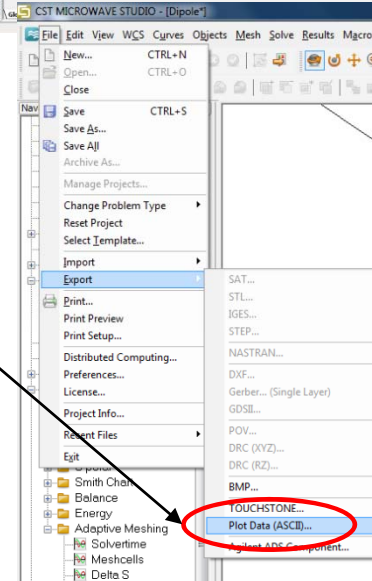 CST MICROWAVE STUDIO - [Dipole*]
File Edit View WCS Curves Objects Mesh Solve Results Macro
New... CTRL+N
Open... CTRL+O
Close
Save CTRL+S
Save As...
Save All
Archive As...
Manage Projects...
Change Problem Type
Reset Project
Select Template...
Import
Export
Print...
Print Preview
Print Setup...
Distributed Computing...
Preferences...
License...
Project Info...
Recent Files
Exit
Nav
SAT...
STL...
IGES...
STEP...
NASTRAN...
DXF...
Gerber... (Single Layer)
GDSII...
POV...
DRC (XYZ)...
DRC (RZ)...
BMP...
TOUCHSTONE...
Plot Data (ASCII)...
Agilent ADS Component...
Smith Chart
Balance
Energy
Adaptive Meshing
Solvertime
Meshcells
Delta S